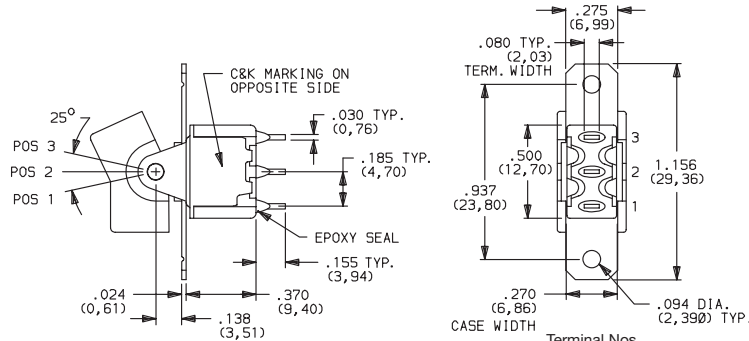 C&K MARKING ON
OPPOSITE SIDE
25°
POS 3
POS 2
POS 1
.030 TYP.
(0,76)
.185 TYP.
(4,70)
EPOXY SEAL
.155 TYP.
(3,94)
.024
(0,61)
.370
(9,40)
.138
(3,51)
.275
(6,99)
.080 TYP.
(2,03)
TERM. WIDTH
3
2
1
.500
(12,70)
1.156
(29,36)
.937
(23,80)
.270
(6,86)
CASE WIDTH
.094 DIA.
(2,390) TYP.
Terminal Nos.